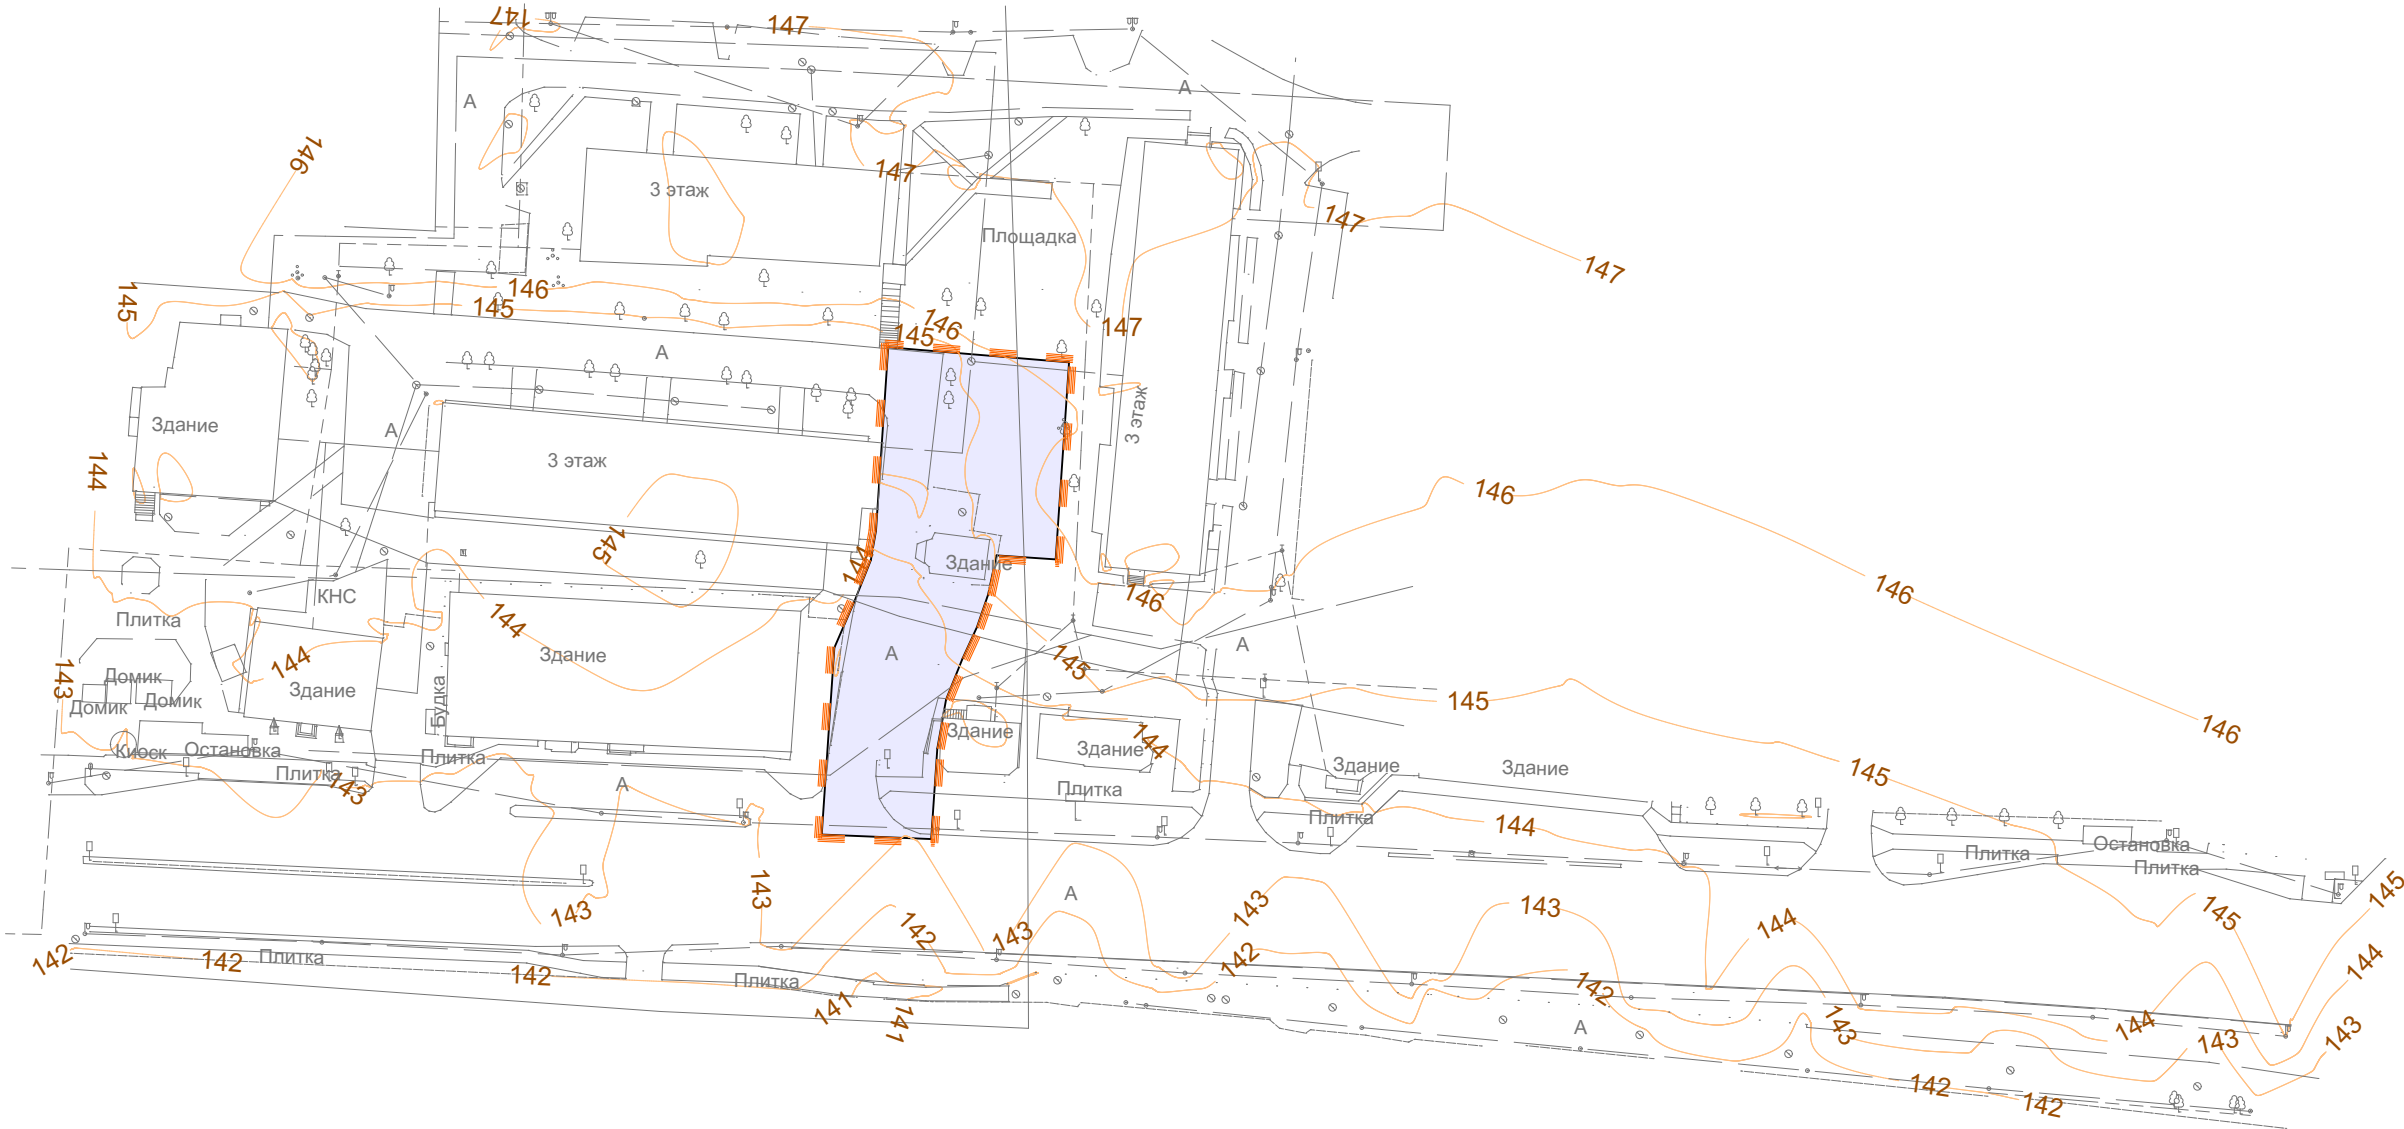 147
147
А
А
146
147
3 этаж
147
Площадка
147
146
145
145
146
145
147
А
3 этаж
Здание
А
144
3 этаж
146
145
144
Здание
146
146
КНС
Плитка
144
Здание
А
А
144
145
143
Домик
Домик
Домик
Здание
Будка
145
146
Здание
Здание
144
Киоск
Остановка
Плитка
Плитка
143
А
Здание
Здание
145
Плитка
Плитка
144
Остановка
Плитка
Плитка
143
143
А
143
143
144
145
145
142
143
142
142
Плитка
142
Плитка
142
142
144
141
141
А
143
144
143
143
142
142